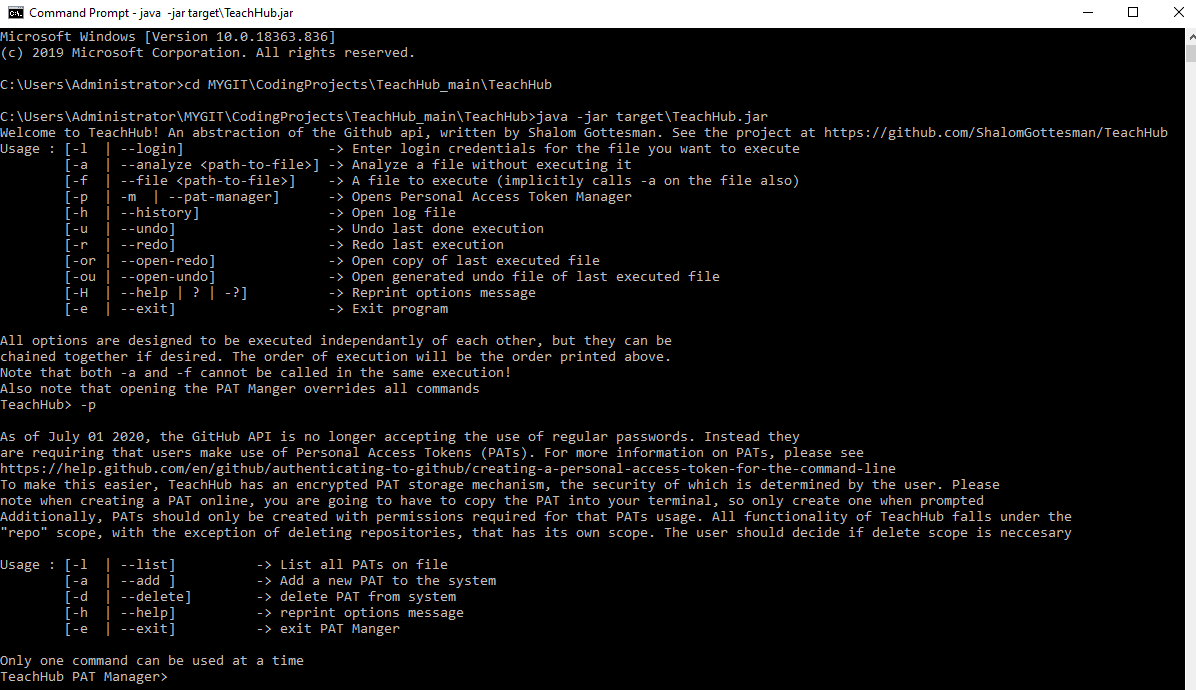 Command Prompt - java  -jar target\TeachHub.jar
Microsoft Windows [Version 10.0.18363.836]
(c) 2019 Microsoft Corporation. All rights reserved.
C:\Users\Administrator>cd MYGIT\CodingProjects\TeachHub_main\TeachHub
C:\Users\Administrator\MYGIT\CodingProjects\TeachHub_main\TeachHub>java -jar target\TeachHub.jar
Welcome to TeachHub! An abstraction of the Github api, written by Shalom Gottesman. See the project at https://github.com/ShalomGottesman/TeachHub
Usage : [-l  | --login]                  -> Enter login credentials for the file you want to execute
        [-a  | --analyze <path-to-file>] -> Analyze a file without executing it
        [-f  | --file <path-to-file>]    -> A file to execute (implicitly calls -a on the file also)
        [-p  | -m  | --pat-manager]      -> Opens Personal Access Token Manager
        [-h  | --history]                -> Open log file
        [-u  | --undo]                   -> Undo last done execution
        [-r  | --redo]                   -> Redo last execution
        [-or | --open-redo]              -> Open copy of last executed file
        [-ou | --open-undo]              -> Open generated undo file of last executed file
        [-H  | --help | ? | -?]          -> Reprint options message
        [-e  | --exit]                   -> Exit program
All options are designed to be executed independantly of each other, but they can be
chained together if desired. The order of execution will be the order printed above.
Note that both -a and -f cannot be called in the same execution!
Also note that opening the PAT Manger overrides all commands
TeachHub> -p
As of July 01 2020, the GitHub API is no longer accepting the use of regular passwords. Instead they
are requiring that users make use of Personal Access Tokens (PATs). For more information on PATs, please see
https://help.github.com/en/github/authenticating-to-github/creating-a-personal-access-token-for-the-command-line
To make this easier, TeachHub has an encrypted PAT storage mechanism, the security of which is determined by the user. Please
note when creating a PAT online, you are going to have to copy the PAT into your terminal, so only create one when prompted
Additionally, PATs should only be created with permissions required for that PATs usage. All functionality of TeachHub falls under the
"repo" scope, with the exception of deleting repositories, that has its own scope. The user should decide if delete scope is neccesary
Usage : [-l  | --list]          -> List all PATs on file
        [-a  | --add ]          -> Add a new PAT to the system
        [-d  | --delete]        -> delete PAT from system
        [-h  | --help]          -> reprint options message
        [-e  | --exit]          -> exit PAT Manger
Only one command can be used at a time
TeachHub PAT Manager>